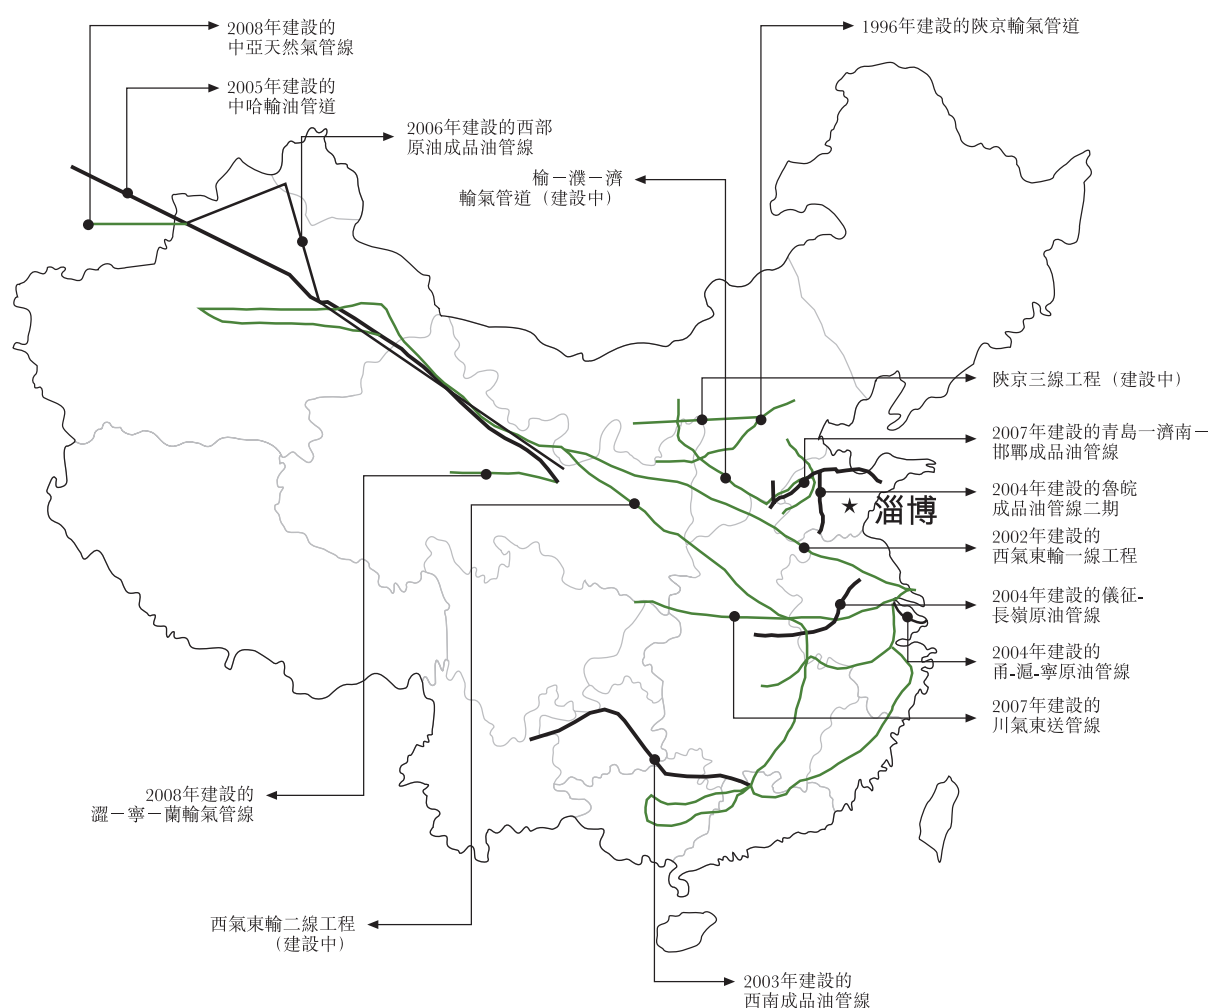 2008年建設的
中亞天然氣管線
2005年建設的
中哈輸油管道
2006年建設的西部
原油成品油管線
榆－濮－濟
輸氣管道（建設中）
1996年建設的陝京輸氣管道
陝京三線工程（建設中）
2007年建設的青島－濟南－
邯鄲成品油管線
2004年建設的魯皖
成品油管線二期
淄博
2002年建設的
西氣東輸一線工程
2004年建設的儀征-
長嶺原油管線
2004年建設的
甬-滬-寧原油管線
2007年建設的
川氣東送管線
2008年建設的
澀－寧－蘭輸氣管線
西氣東輸二線工程
（建設中）
2003年建設的
西南成品油管線